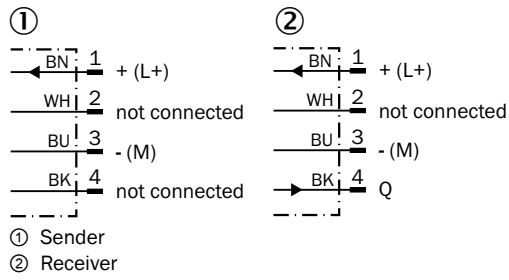 ① ②
BN 1 + (L+)
WH 2 not connected
BU 3 - (M)
BK 4 not connected
BN 1 + (L+)
WH 2 not connected
BU 3 - (M)
BK 4 Q
① Sender
② Receiver